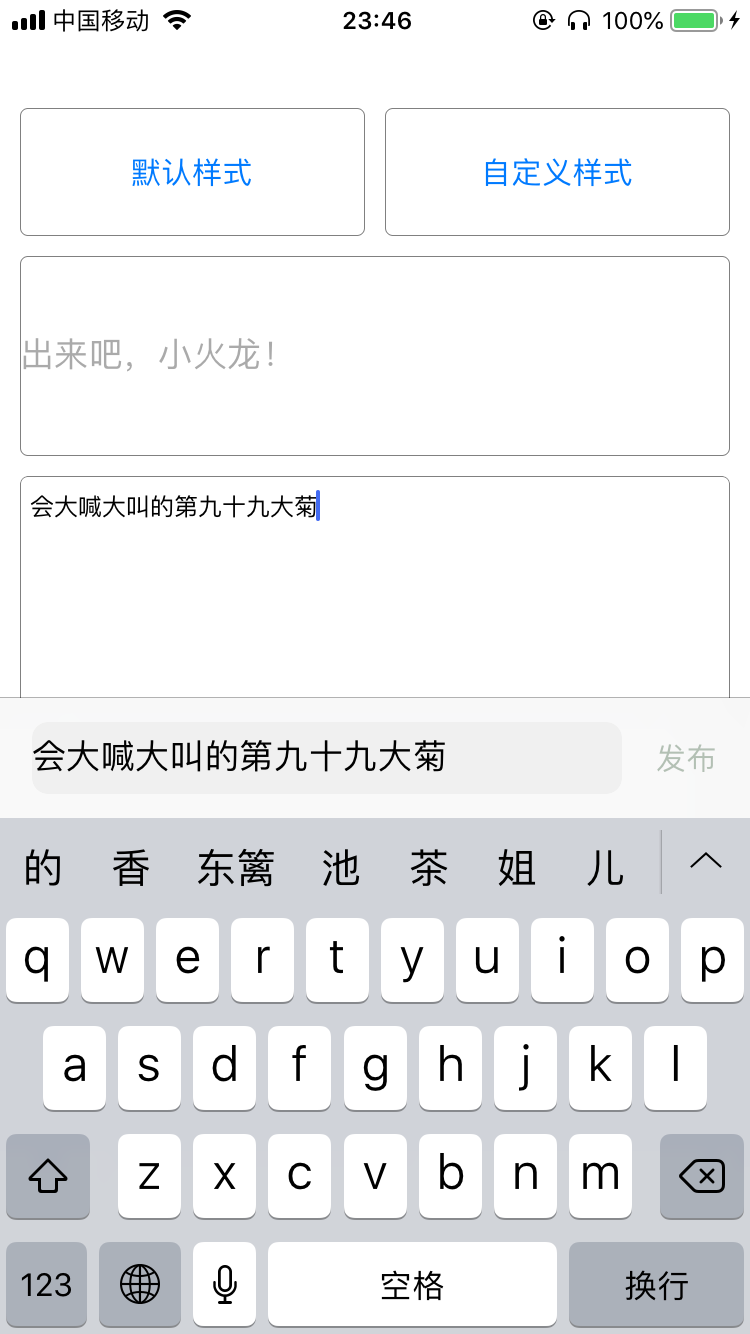 中国移动 23:46 100%
默认样式 自定义样式
出来吧，小火龙！
会大喊大叫的第九十九大菊
会大喊大叫的第九十九大菊 发布
的 香 东篱 池 茶 姐 儿
q w e r t y u i o p
a s d f g h j k l
z x c v b n m
123 空格 换行